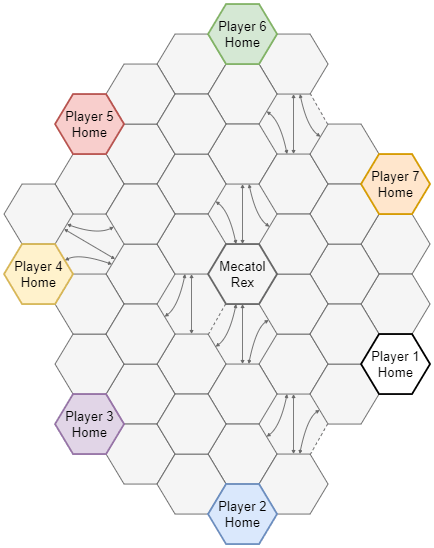 Player 6
Home
Player 5
Home
Player 7
Home
Player 4
Home
Mecatol
Rex
Player 1
Home
Player 3
Home
Player 2
Home